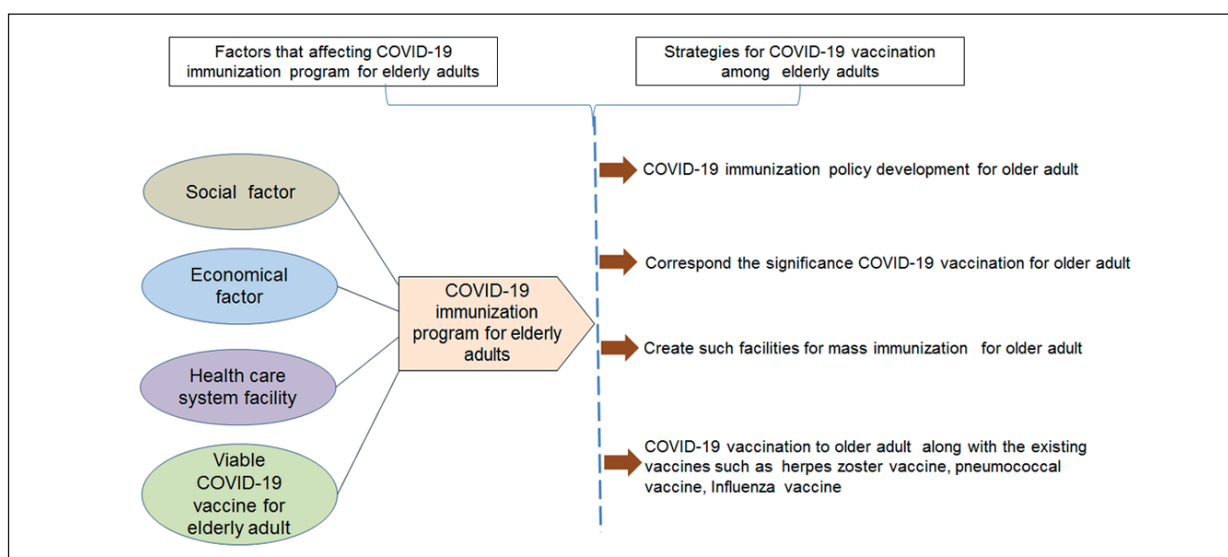 Factors that affecting COVID-19
immunization program for elderly adults
Strategies for COVID-19 vaccination
among elderly adults
Social factor
Economical
factor
Health care
system facility
Viable
COVID-19
vaccine for
elderly adult
COVID-19
immunization
program for elderly
adults
COVID-19 immunization policy development for older adult
Correspond the significance COVID-19 vaccination for older adult
Create such facilities for mass immunization for older adult
COVID-19 vaccination to older adult along with the existing
vaccines such as herpes zoster vaccine, pneumococcal
vaccine, Influenza vaccine